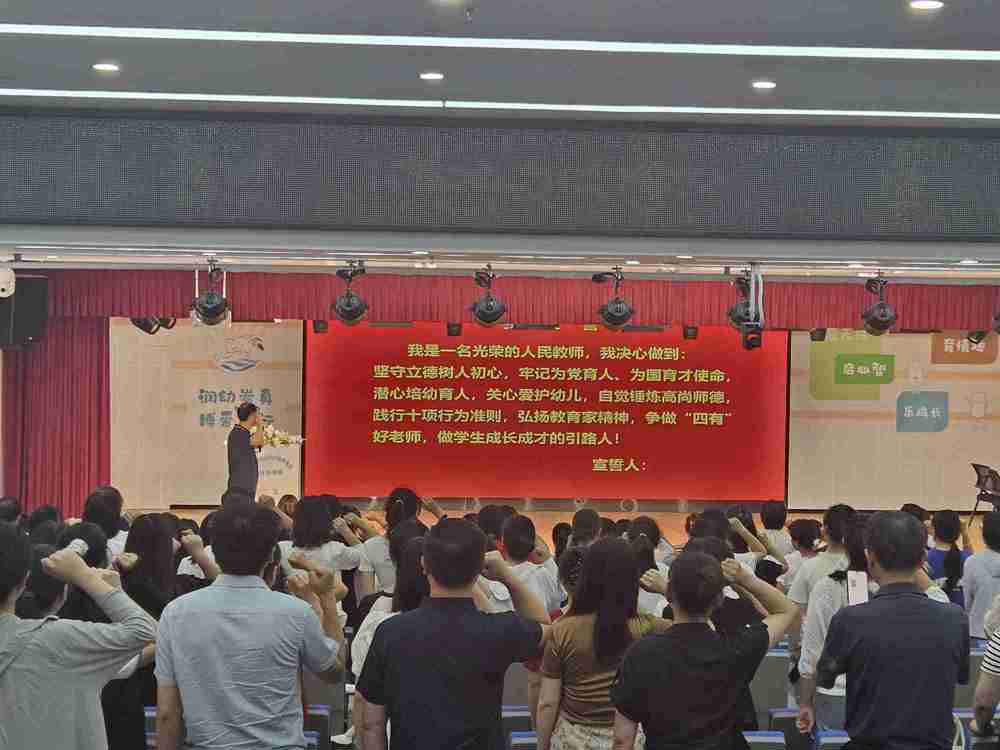 我是一名光荣的人民教师，我决心做到：
坚守立德树人初心，牢记为党育人、为国育才使命，
潜心培幼育人，关心爱护幼儿，自觉锤炼高尚师德，
践行十项行为准则，弘扬教育家精神，争做“四有”
好老师，做学生成长成才的引路人！
宣誓人：
启心智
乐成长